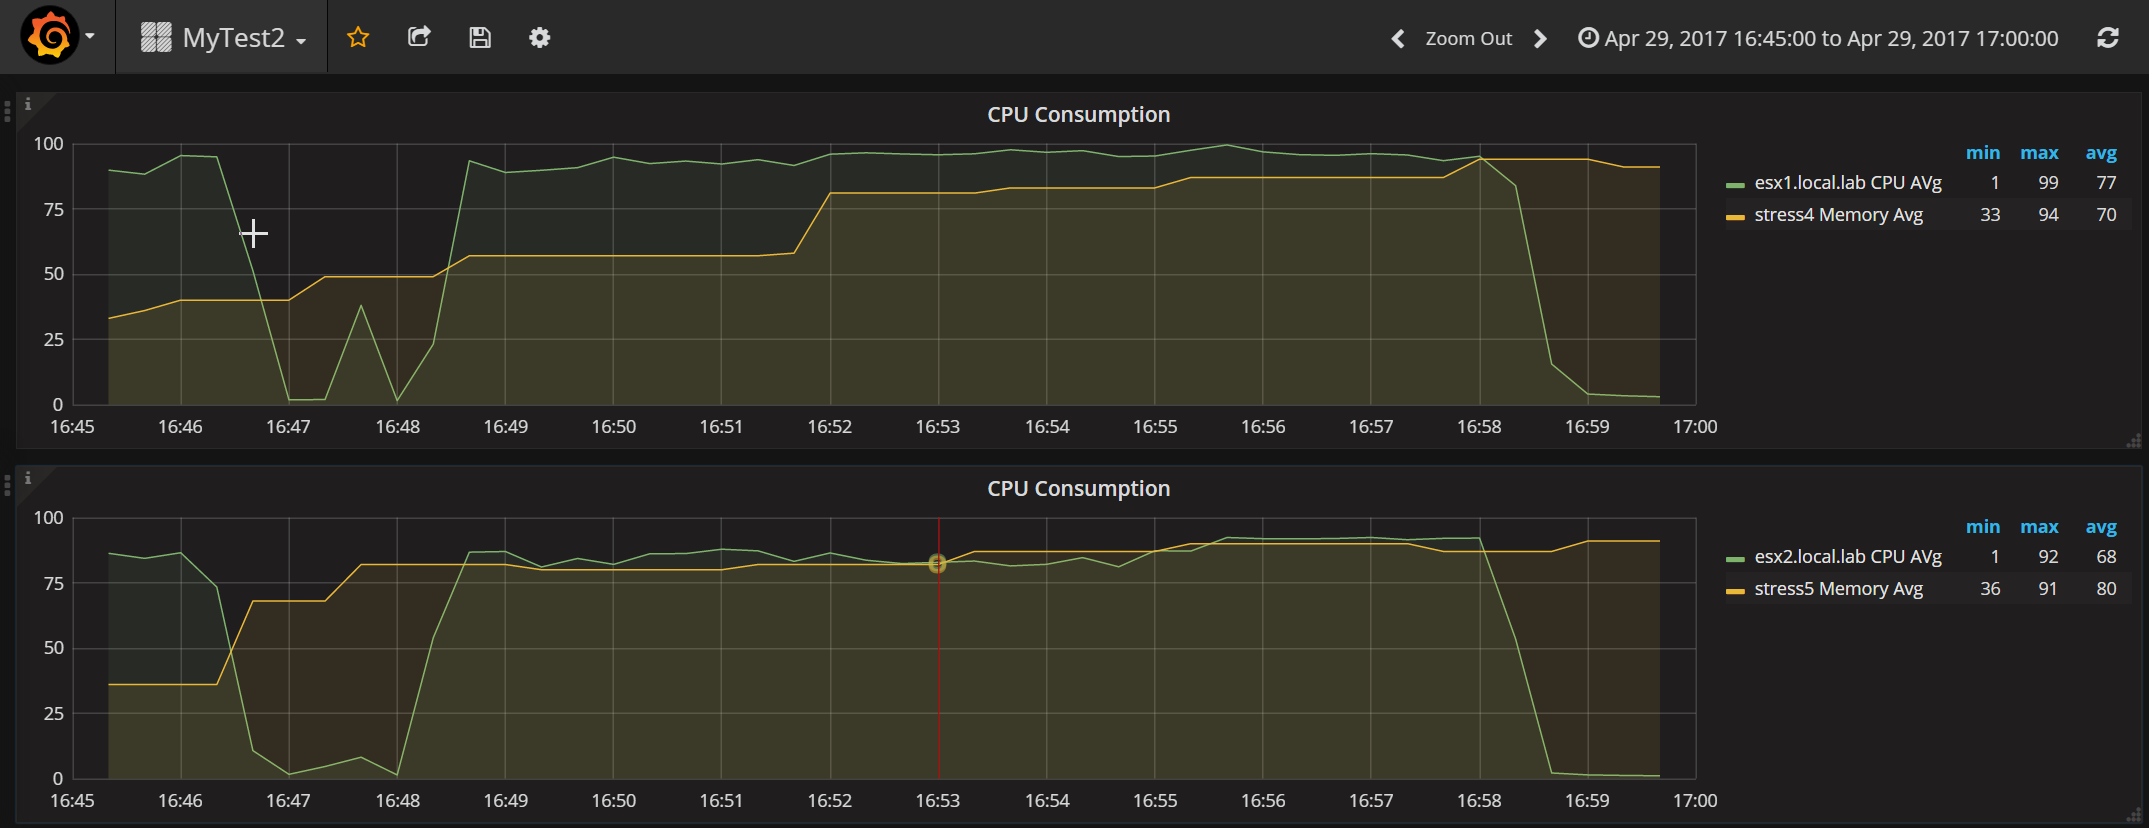 MyTest2
Zoom Out
Apr 29, 2017 16:45:00 to Apr 29, 2017 17:00:00
i
CPU Consumption
100
75
50
25
0
16:45 16:46 16:47 16:48 16:49 16:50 16:51 16:52 16:53 16:54 16:55 16:56 16:57 16:58 16:59 17:00
min max avg
esx1.local.lab CPU AVg 1 99 77
stress4 Memory Avg 33 94 70
i
CPU Consumption
100
75
50
25
0
16:45 16:46 16:47 16:48 16:49 16:50 16:51 16:52 16:53 16:54 16:55 16:56 16:57 16:58 16:59 17:00
min max avg
esx2.local.lab CPU AVg 1 92 68
stress5 Memory Avg 36 91 80